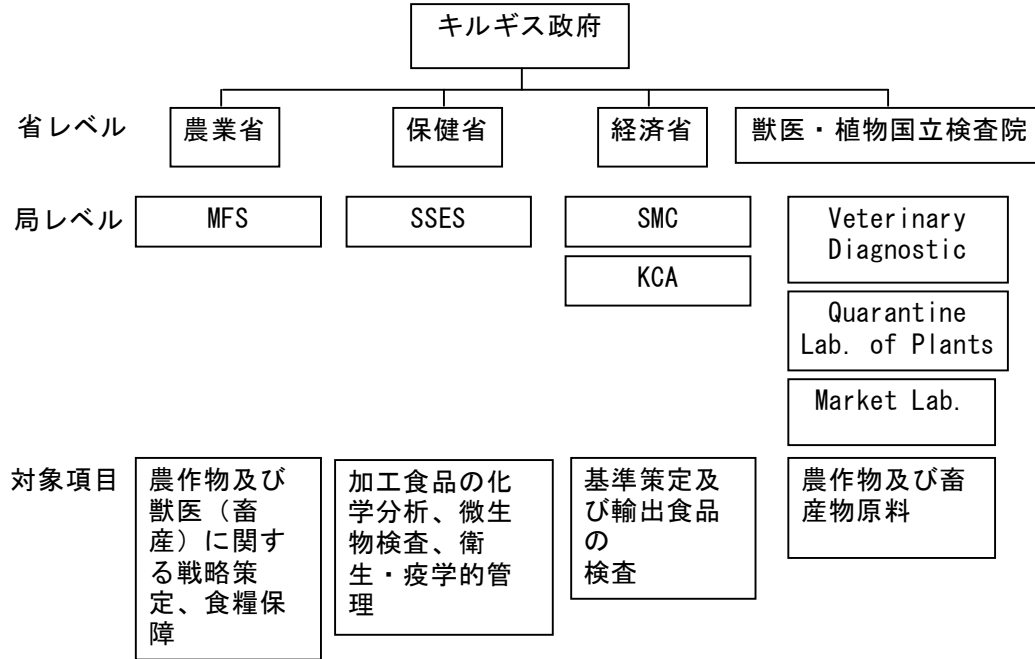 キルギス政府
省レベル
農業省
保健省
経済省
獣医・植物国立検査院
局レベル
MFS
SSES
SMC
KCA
Veterinary
Diagnostic
Quarantine
Lab. of Plants
Market Lab.
対象項目
農作物及び
獣医（畜
産）に関す
る戦略策
定、食糧保
障
加工食品の化
学分析、微生
物検査、衛
生・疫学的管
理
基準策定及
び輸出食品
の
検査
農作物及び畜
産物原料